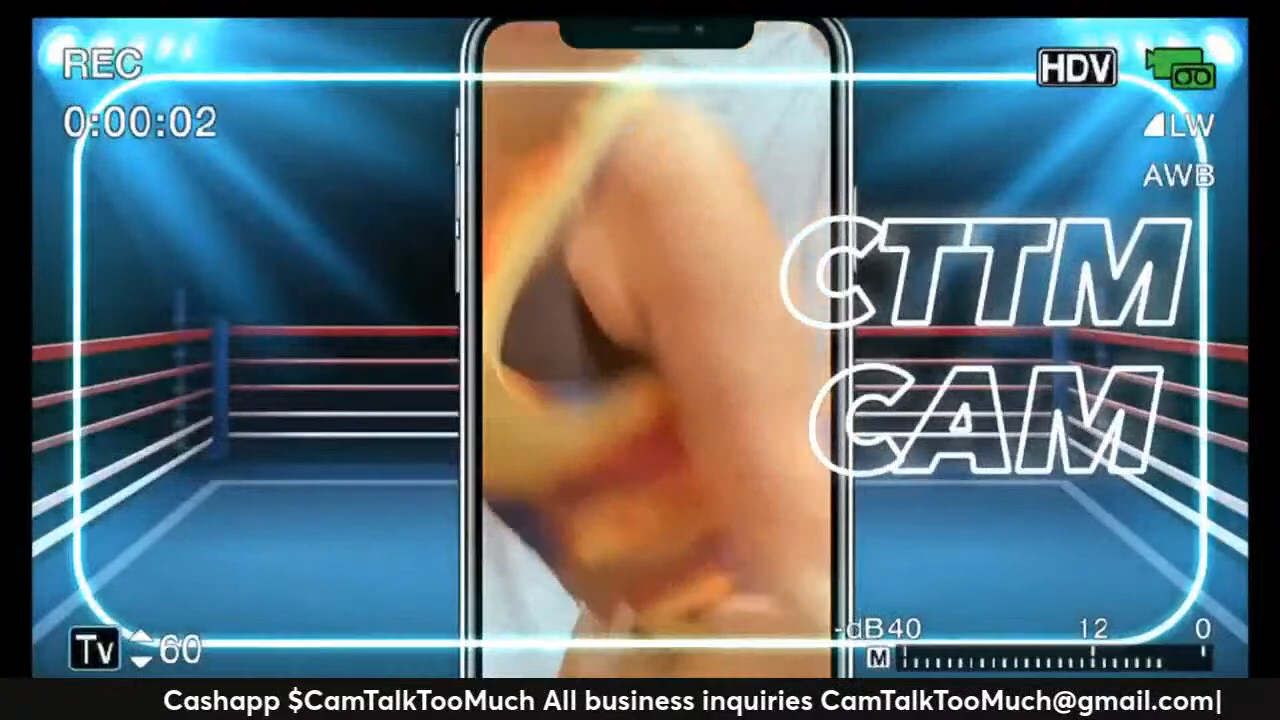 REC
0:00:02
HDV
LW
AWB
CTTM
CAM
-dB40 12 0
M
Tv 60
Cashapp $CamTalkTooMuch All business inquiries CamTalkTooMuch@gmail.com|